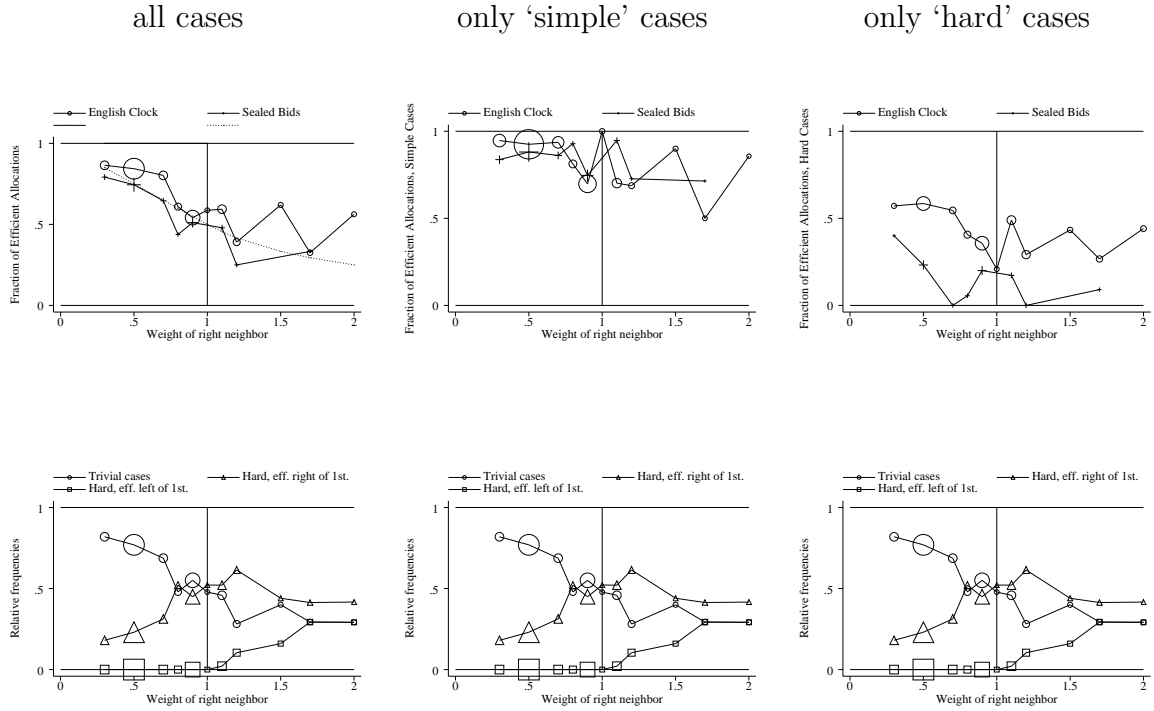 all cases
only ‘simple’ cases
only ‘hard’ cases
English Clock
Sealed Bids
Fraction of Efficient Allocations
1
.5
0
0
.5
1
1.5
2
Weight of right neighbor
English Clock
Sealed Bids
Fraction of Efficient Allocations, Simple Cases
1
.5
0
0
.5
1
1.5
2
Weight of right neighbor
English Clock
Sealed Bids
Fraction of Efficient Allocations, Hard Cases
1
.5
0
0
.5
1
1.5
2
Weight of right neighbor
Trivial cases
Hard, eff. right of 1st.
Hard, eff. left of 1st.
Relative frequencies
1
.5
0
0
.5
1
1.5
2
Weight of right neighbor
Trivial cases
Hard, eff. right of 1st.
Hard, eff. left of 1st.
Relative frequencies
1
.5
0
0
.5
1
1.5
2
Weight of right neighbor
Trivial cases
Hard, eff. right of 1st.
Hard, eff. left of 1st.
Relative frequencies
1
.5
0
0
.5
1
1.5
2
Weight of right neighbor